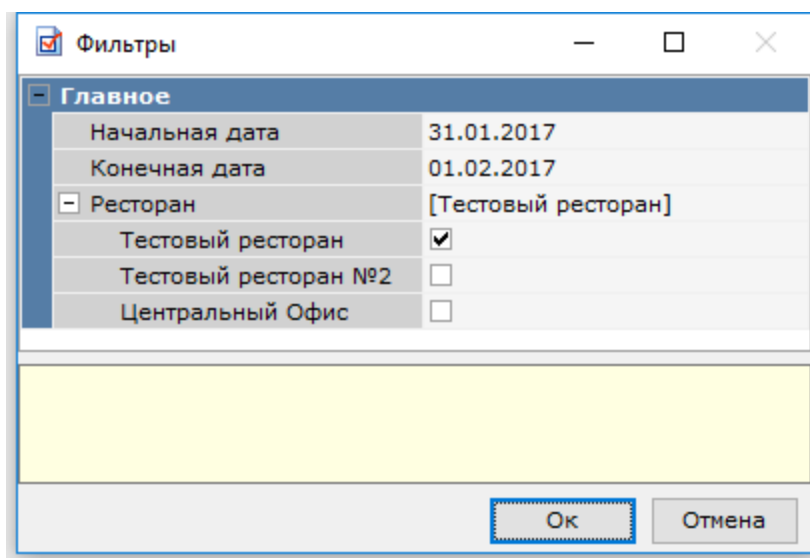 Фильтры
Главное
Начальная дата 31.01.2017
Конечная дата 01.02.2017
Ресторан [Тестовый ресторан]
Тестовый ресторан
Тестовый ресторан №2
Центральный Офис
Ок Отмена